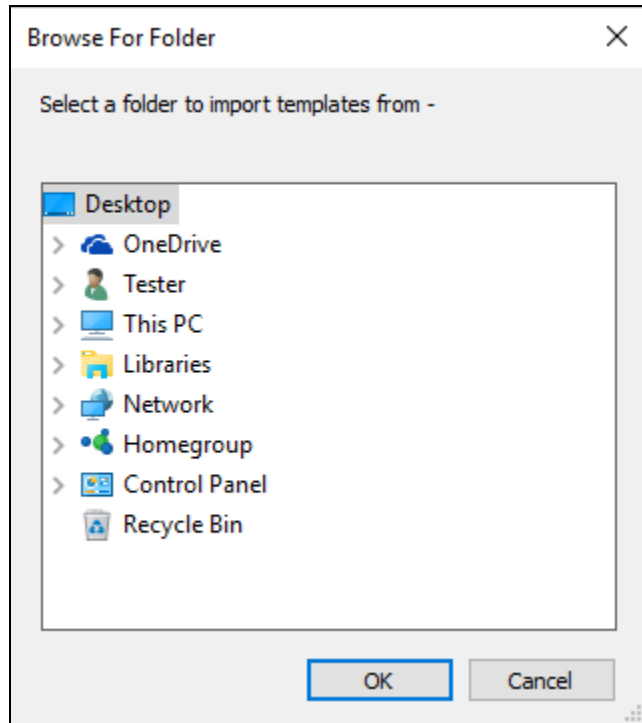 Browse For Folder
Select a folder to import templates from -
Desktop
OneDrive
Tester
This PC
Libraries
Network
Homegroup
Control Panel
Recycle Bin
OK Cancel